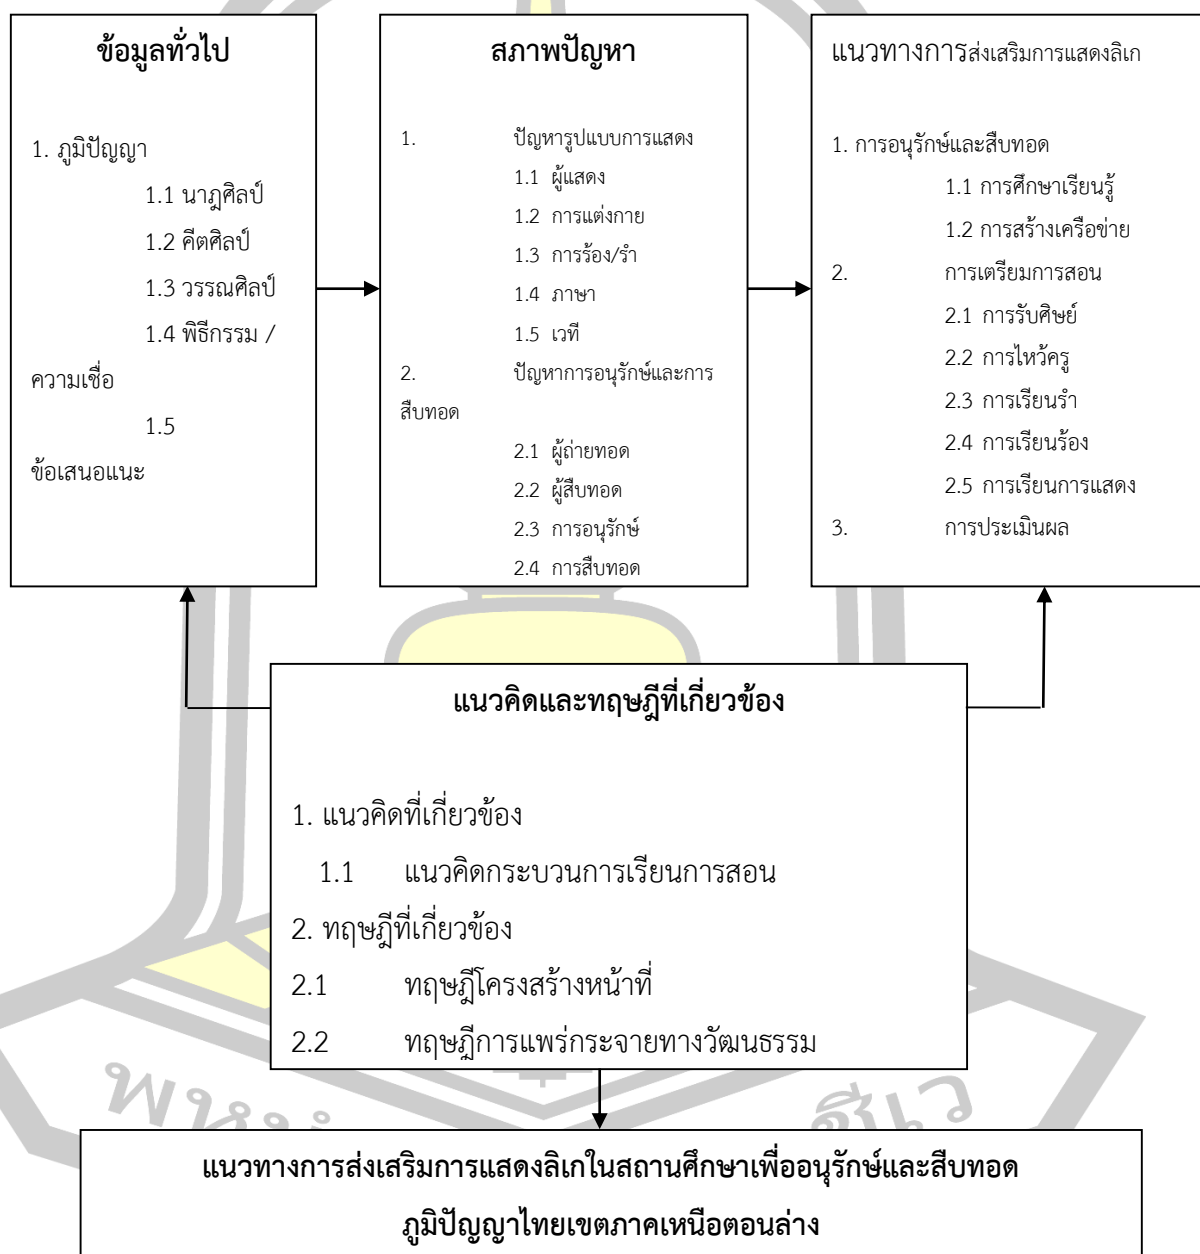 ข้อมูลทั่วไป
1. ภูมิปัญญา
1.1 นาฏศิลป์
1.2 คีตศิลป์
1.3 วรรณศิลป์
1.4 พิธีกรรม /
ความเชื่อ
1.5
ข้อเสนอแนะ
สภาพปัญหา
1. ปัญหารูปแบบการแสดง
1.1 ผู้แสดง
1.2 การแต่งกาย
1.3 การร้อง/รำ
1.4 ภาษา
1.5 เวที
2. ปัญหาการอนุรักษ์และการ
สืบทอด
2.1 ผู้ถ่ายทอด
2.2 ผู้สืบทอด
2.3 การอนุรักษ์
2.4 การสืบทอด
แนวทางการส่งเสริมการแสดงลิเก
1. การอนุรักษ์และสืบทอด
1.1 การศึกษาเรียนรู้
1.2 การสร้างเครือข่าย
2. การเตรียมการสอน
2.1 การรับศิษย์
2.2 การไหว้ครู
2.3 การเรียนรำ
2.4 การเรียนร้อง
2.5 การเรียนการแสดง
3. การประเมินผล
แนวคิดและทฤษฎีที่เกี่ยวข้อง
1. แนวคิดที่เกี่ยวข้อง
1.1 แนวคิดกระบวนการเรียนการสอน
2. ทฤษฎีที่เกี่ยวข้อง
2.1 ทฤษฎีโครงสร้างหน้าที่
2.2 ทฤษฎีการแพร่กระจายทางวัฒนธรรม
แนวทางการส่งเสริมการแสดงลิเกในสถานศึกษาเพื่ออนุรักษ์และสืบทอด
ภูมิปัญญาไทยเขตภาคเหนือตอนล่าง